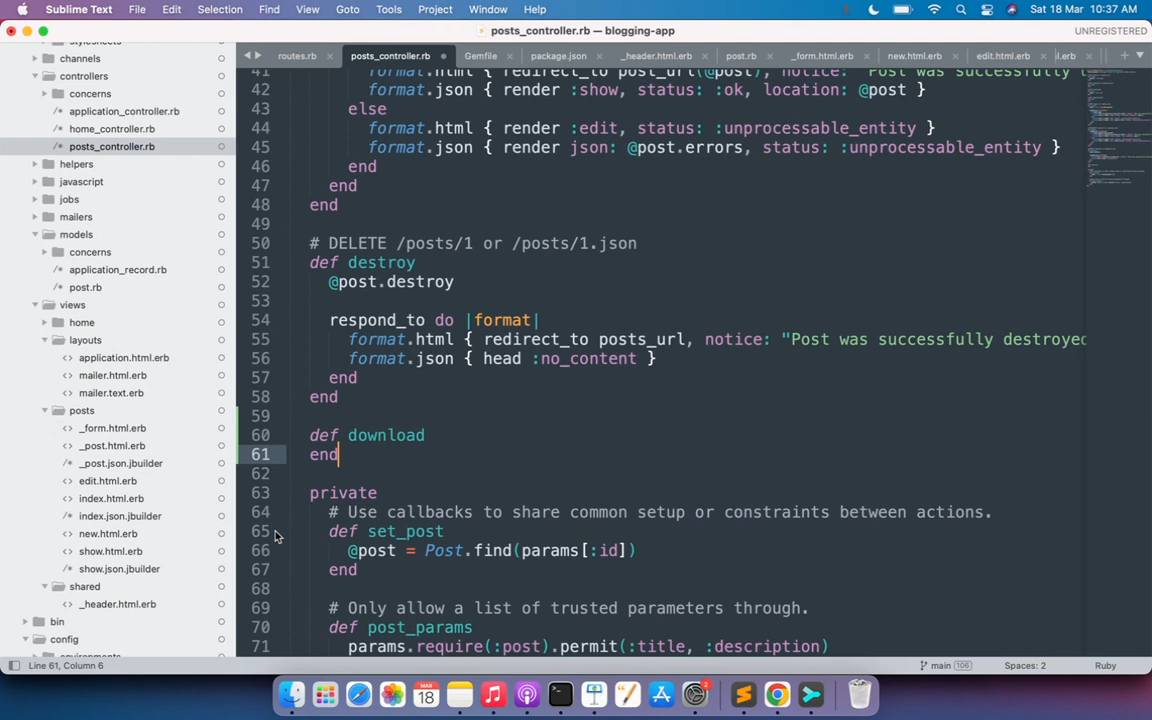 Sublime Text File Edit Selection Find View Goto Tools Project Window Help Sat 18 Mar 10:37 AM
posts_controller.rb — blogging-app UNREGISTERED
routes.rb posts_controller.rb Gemfile package.json _header.html.erb post.rb _form.html.erb new.html.erb edit.html.erb l.erb
channels
controllers
concerns
application_controller.rb
home_controller.rb
posts_controller.rb
helpers
javascript
jobs
mailers
models
concerns
application_record.rb
post.rb
views
home
layouts
application.html.erb
mailer.html.erb
mailer.text.erb
posts
_form.html.erb
_post.html.erb
_post.json.jbuilder
edit.html.erb
index.html.erb
index.json.jbuilder
new.html.erb
show.html.erb
show.json.jbuilder
shared
_header.html.erb
bin
config
41 format.html { redirect_to post_url(@post), notice: "Post was successfully
42 format.json { render :show, status: :ok, location: @post }
43 else
44 format.html { render :edit, status: :unprocessable_entity }
45 format.json { render json: @post.errors, status: :unprocessable_entity }
46 end
47 end
48 end
49
50 # DELETE /posts/1 or /posts/1.json
51 def destroy
52 @post.destroy
53
54 respond_to do |format|
55 format.html { redirect_to posts_url, notice: "Post was successfully destroyed
56 format.json { head :no_content }
57 end
58 end
59
60 def download
61 end
62
63 private
64 # Use callbacks to share common setup or constraints between actions.
65 def set_post
66 @post = Post.find(params[:id])
67 end
68
69 # Only allow a list of trusted parameters through.
70 def post_params
71 params.require(:post).permit(:title, :description)
Line 61, Column 6 main 106 Spaces: 2 Ruby
MAR
18
2